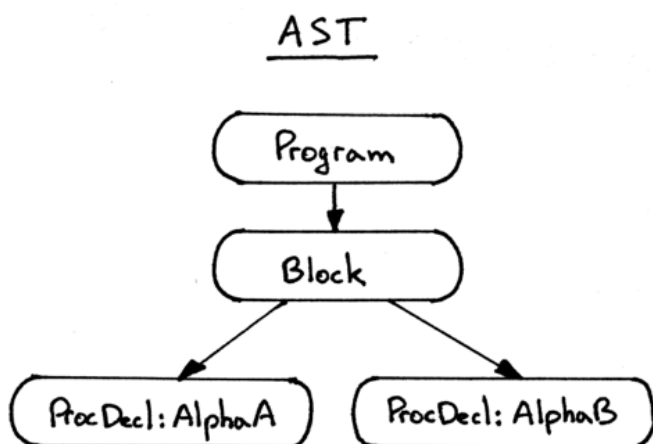 AST
Program
Block
ProcDecl: AlphaA
ProcDecl: AlphaB